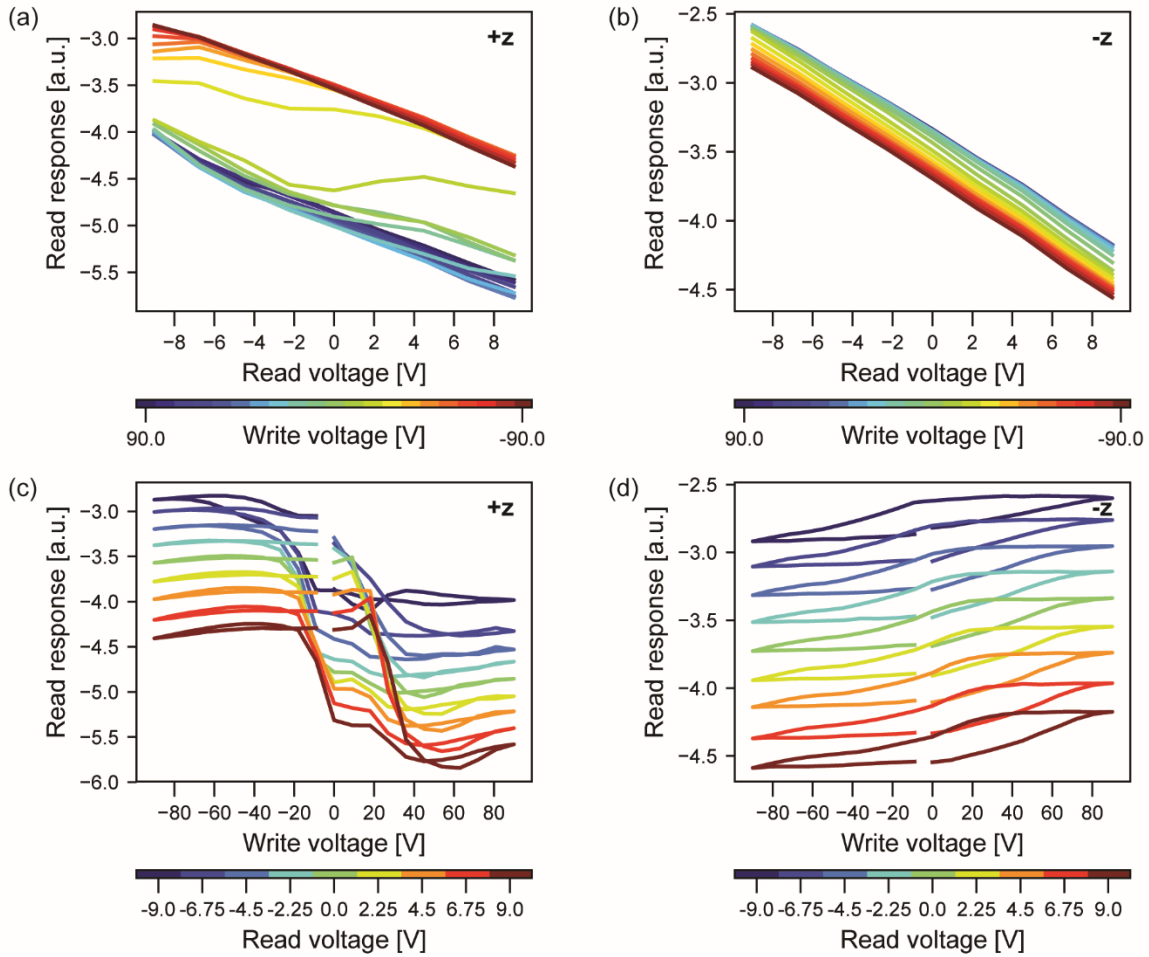 (a)
+z
Read response [a.u.]
−3.0
−3.5
−4.0
−4.5
−5.0
−5.5
−8 −6 −4 −2 0 2 4 6 8
Read voltage [V]
90.0 Write voltage [V] -90.0
(b)
-z
Read response [a.u.]
−2.5
−3.0
−3.5
−4.0
−4.5
−8 −6 −4 −2 0 2 4 6 8
Read voltage [V]
90.0 Write voltage [V] -90.0
(c)
+z
Read response [a.u.]
−3.0
−3.5
−4.0
−4.5
−5.0
−5.5
−6.0
−80 −60 −40 −20 0 20 40 60 80
Write voltage [V]
-9.0 -6.75 -4.5 -2.25 0.0 2.25 4.5 6.75 9.0
Read voltage [V]
(d)
-z
Read response [a.u.]
−2.5
−3.0
−3.5
−4.0
−4.5
−80 −60 −40 −20 0 20 40 60 80
Write voltage [V]
-9.0 -6.75 -4.5 -2.25 0.0 2.25 4.5 6.75 9.0
Read voltage [V]